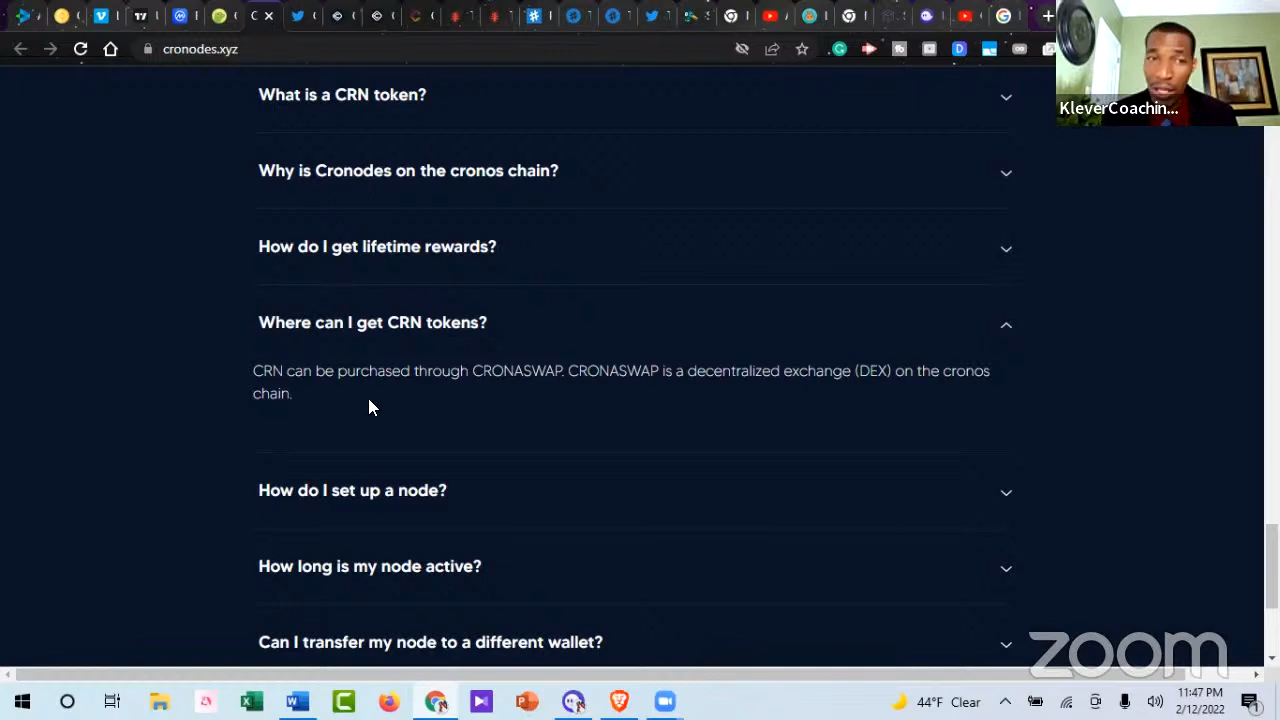 cronodes.xyz
KleverCoachin...
What is a CRN token?
Why is Cronodes on the cronos chain?
How do I get lifetime rewards?
Where can I get CRN tokens?
CRN can be purchased through CRONASWAP. CRONASWAP is a decentralized exchange (DEX) on the cronos
chain.
How do I set up a node?
How long is my node active?
Can I transfer my node to a different wallet?
zoom
44°F Clear
11:47 PM
2/12/2022
1